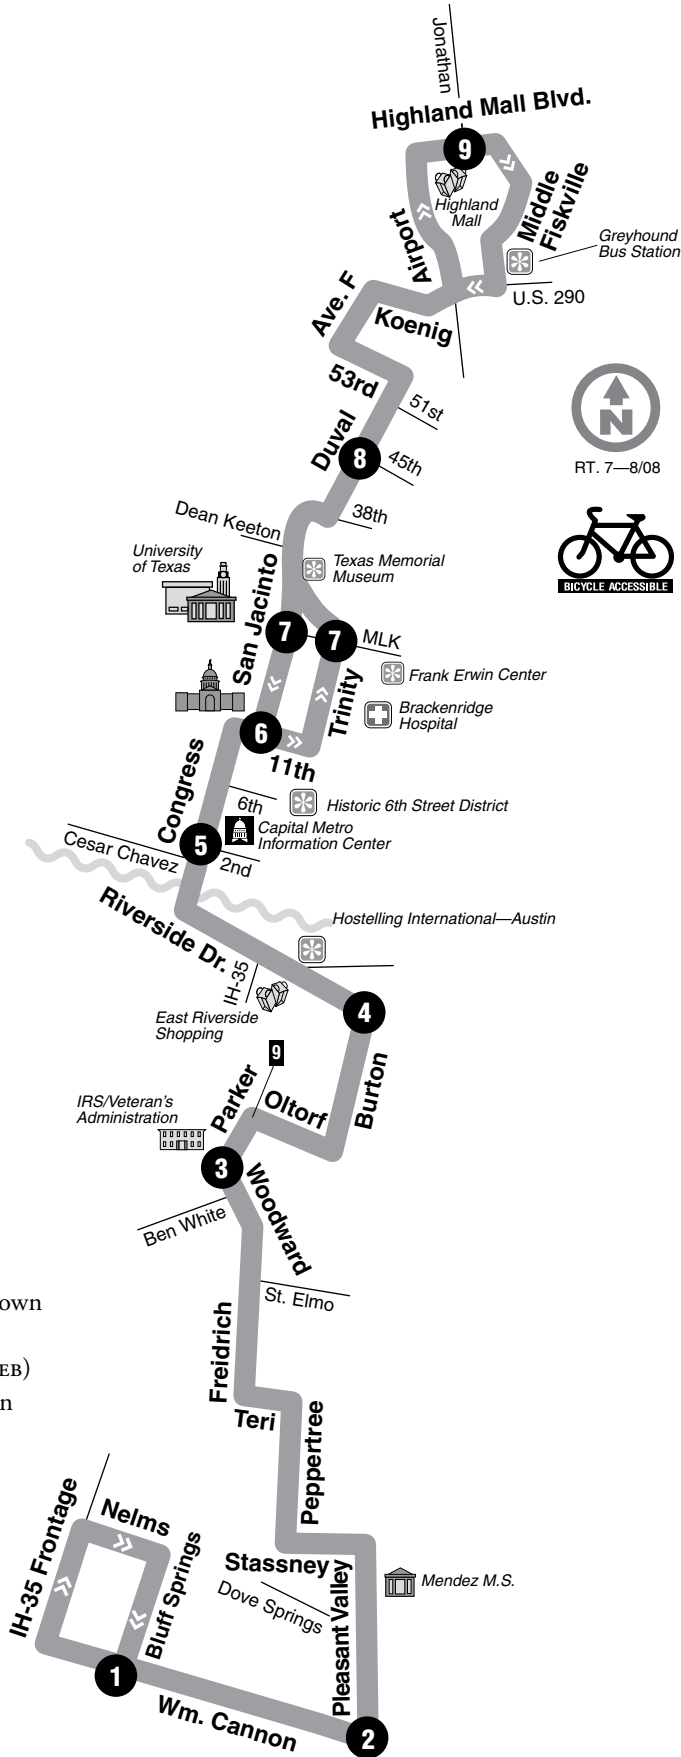 Jonathan
Highland Mall Blvd.
9
Highland
Mall
Airport
Middle
Fiskville
Greyhound
Bus Station
U.S. 290
Ave. F
Koenig
53rd
51st
Duval
8
45th
N
RT. 7—8/08
38th
Dean Keeton
BICYCLE ACCESSIBLE
University
of Texas
Texas Memorial
Museum
San Jacinto
7
7
MLK
Frank Erwin Center
Trinity
Brackenridge
Hospital
6
11th
Congress
6th
Historic 6th Street District
Capital Metro
Information Center
5
Cesar Chavez
2nd
Riverside Dr.
Hostelling International—Austin
IH-35
East Riverside
Shopping
4
9
Burton
Parker
Oltorf
IRS/Veteran's
Administration
3
Woodward
Ben White
St. Elmo
own
EB)
n
Freidrich
Teri
Peppertree
IH-35 Frontage
Nelms
Bluff Springs
Stassney
Dove Springs
Pleasant Valley
Mendez M.S.
1
Wm. Cannon
2